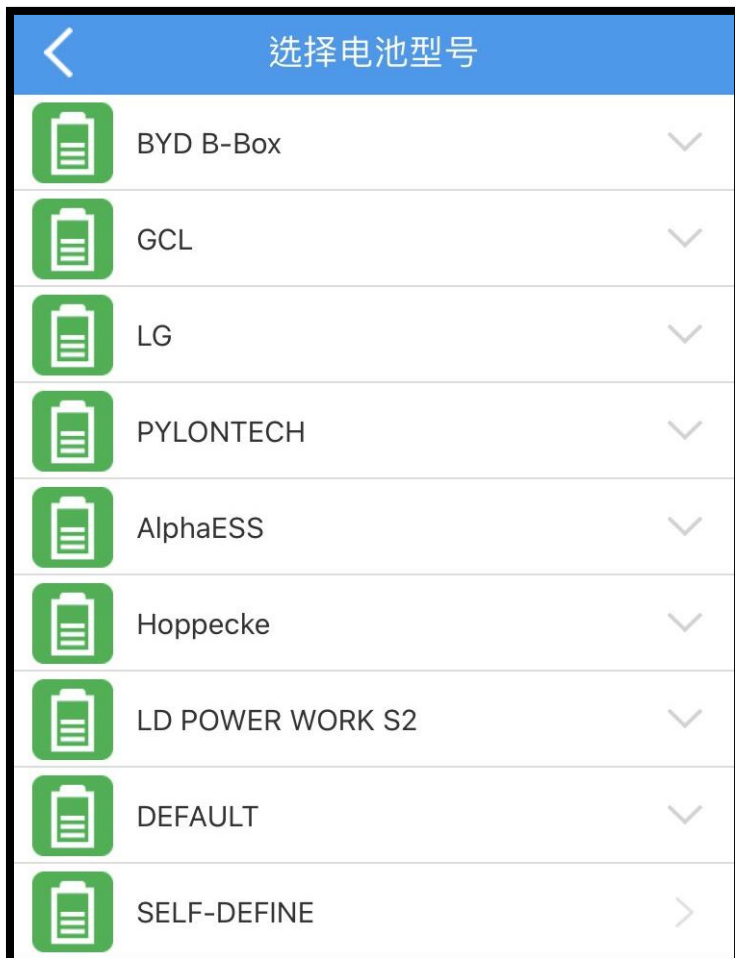 選择电池型号
BYD B-Box
GCL
LG
PYLONTECH
AlphaESS
Hoppecke
LD POWER WORK S2
DEFAULT
SELF-DEFINE